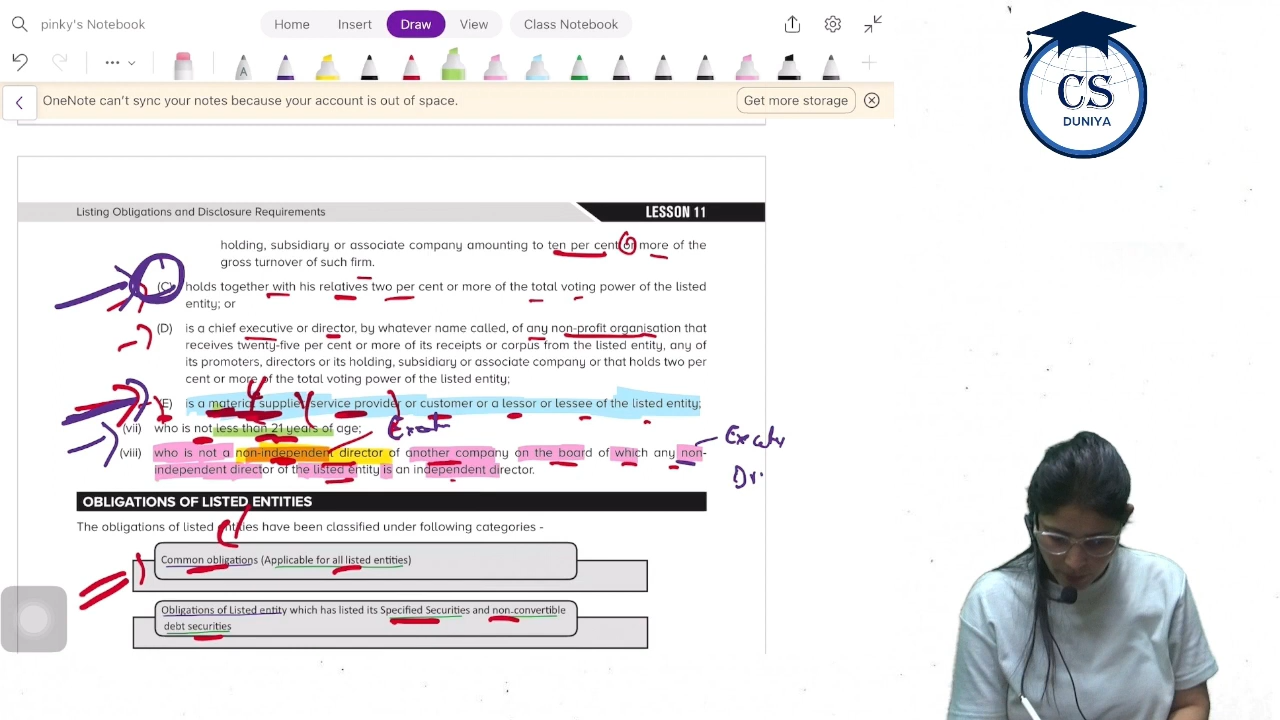 pinky's Notebook
Home Insert Draw View Class Notebook
OneNote can't sync your notes because your account is out of space.
Get more storage
CS
DUNIYA
Listing Obligations and Disclosure Requirements
LESSON 11
holding, subsidiary or associate company amounting to ten per cent or more of the
gross turnover of such firm.
(C) holds together with his relatives two per cent or more of the total voting power of the listed
entity; or
(D) is a chief executive or director, by whatever name called, of any non-profit organisation that
receives twenty-five per cent or more of its receipts or corpus from the listed entity, any of
its promoters, directors or its holding, subsidiary or associate company or that holds two per
cent or more of the total voting power of the listed entity;
(E) is a material supplier, service provider or customer or a lessor or lessee of the listed entity;
(vii) who is not less than 21 years of age;
(viii) who is not a non-independent director of another company on the board of which any non-
independent director of the listed entity is an independent director.
OBLIGATIONS OF LISTED ENTITIES
The obligations of listed entities have been classified under following categories -
Common obligations (Applicable for all listed entities)
Obligations of Listed entity which has listed its Specified Securities and non-convertible
debt securities